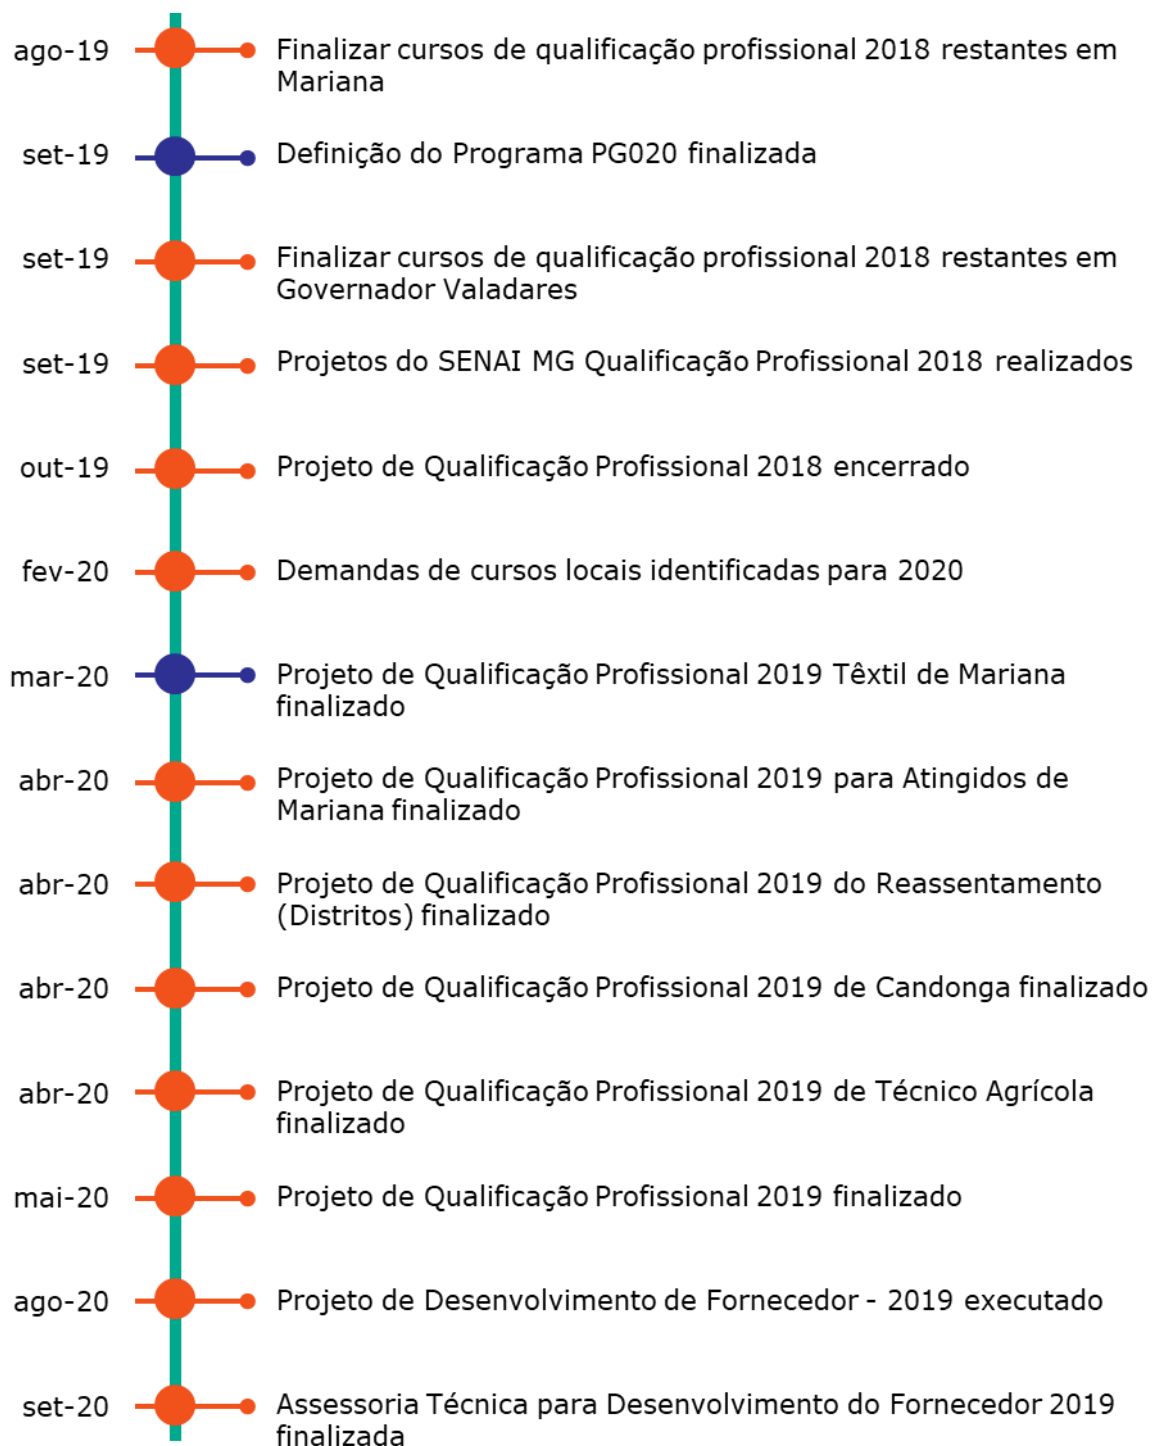 ago-19
Finalizar cursos de qualificação profissional 2018 restantes em
Mariana
set-19
Definição do Programa PG020 finalizada
set-19
Finalizar cursos de qualificação profissional 2018 restantes em
Governador Valadares
set-19
Projetos do SENAI MG Qualificação Profissional 2018 realizados
out-19
Projeto de Qualificação Profissional 2018 encerrado
fev-20
Demandas de cursos locais identificadas para 2020
mar-20
Projeto de Qualificação Profissional 2019 Têxtil de Mariana
finalizado
abr-20
Projeto de Qualificação Profissional 2019 para Atingidos de
Mariana finalizado
abr-20
Projeto de Qualificação Profissional 2019 do Reassentamento
(Distritos) finalizado
abr-20
Projeto de Qualificação Profissional 2019 de Candonga finalizado
abr-20
Projeto de Qualificação Profissional 2019 de Técnico Agrícola
finalizado
mai-20
Projeto de Qualificação Profissional 2019 finalizado
ago-20
Projeto de Desenvolvimento de Fornecedor - 2019 executado
set-20
Assessoria Técnica para Desenvolvimento do Fornecedor 2019
finalizada